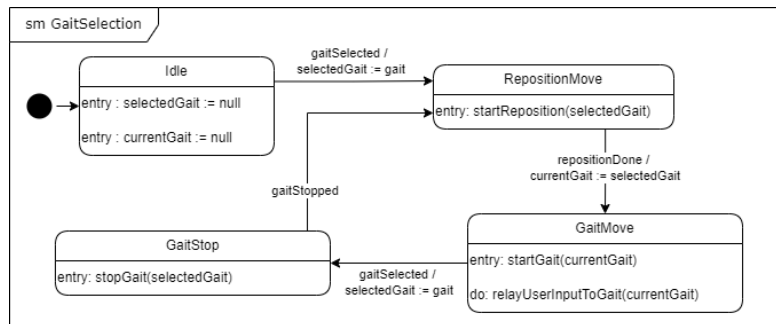 sm GaitSelection
Idle
entry : selectedGait := null
entry : currentGait := null
gaitSelected /
selectedGait := gait
RepositionMove
entry: startReposition(selectedGait)
repositionDone /
currentGait := selectedGait
gaitStopped
GaitStop
entry: stopGait(selectedGait)
gaitSelected /
selectedGait := gait
GaitMove
entry: startGait(currentGait)
do: relayUserInputToGait(currentGait)